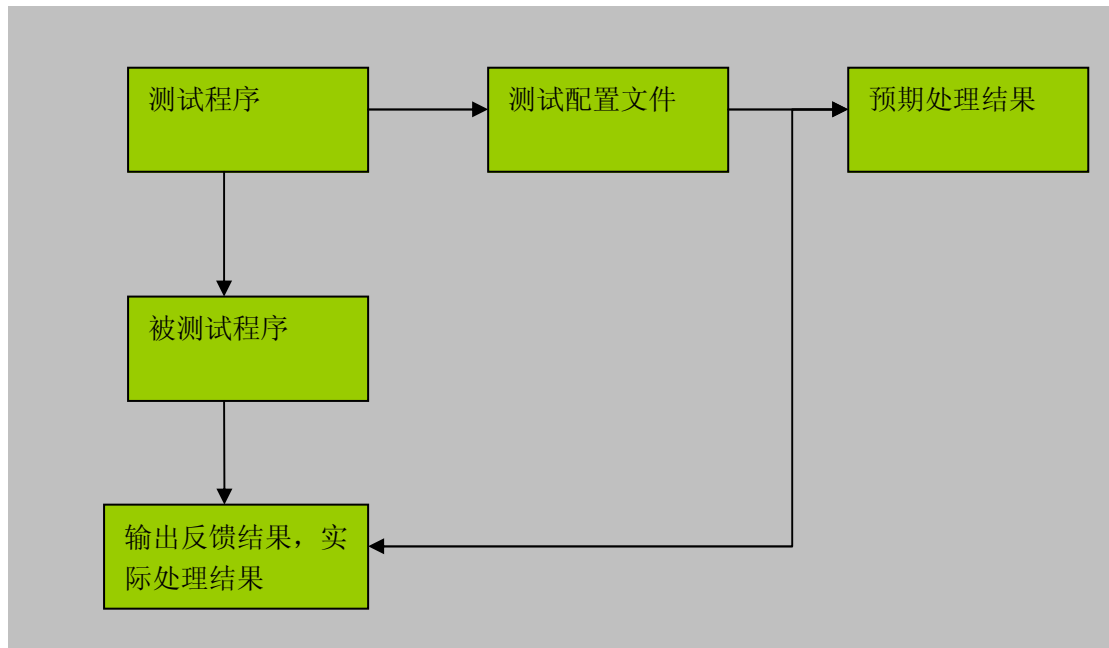 测试程序
测试配置文件
预期处理结果
被测试程序
输出反馈结果，实
际处理结果